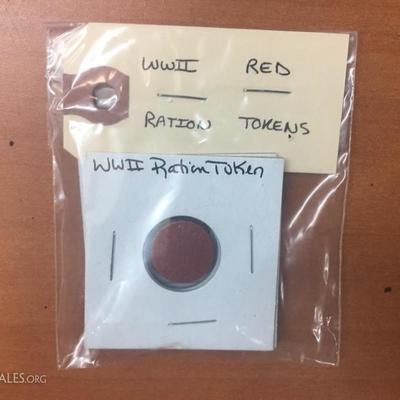 WWII RED
RATION TOKENS
WWII Ration Token
ALES.ORG